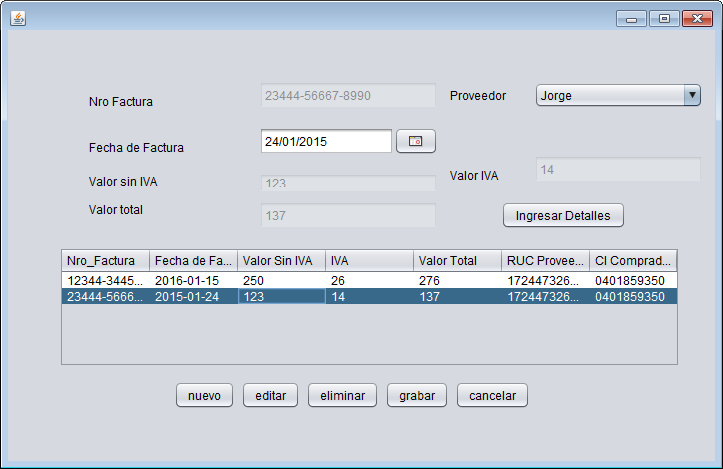 Nro Factura 23444-56667-8990 Proveedor Jorge
Fecha de Factura 24/01/2015
Valor sin IVA 123 Valor IVA 14
Valor total 137 Ingresar Detalles
Nro_Factura Fecha de Fa... Valor Sin IVA IVA Valor Total RUC Provee... CI Comprad...
12344-3445... 2016-01-15 250 26 276 172447326... 0401859350
23444-5666... 2015-01-24 123 14 137 172447326... 0401859350
nuevo editar eliminar grabar cancelar